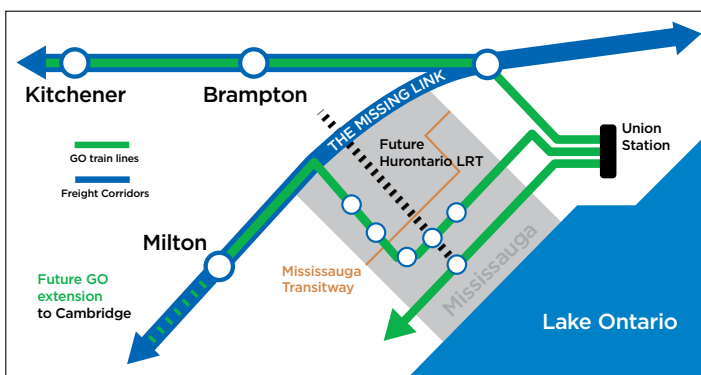 Kitchener
Brampton
THE MISSING LINK
Union
Station
Future
Hurontario LRT
GO train lines
Freight Corridors
Milton
Mississauga
Transitway
Mississauga
Future GO
extension
to Cambridge
Lake Ontario